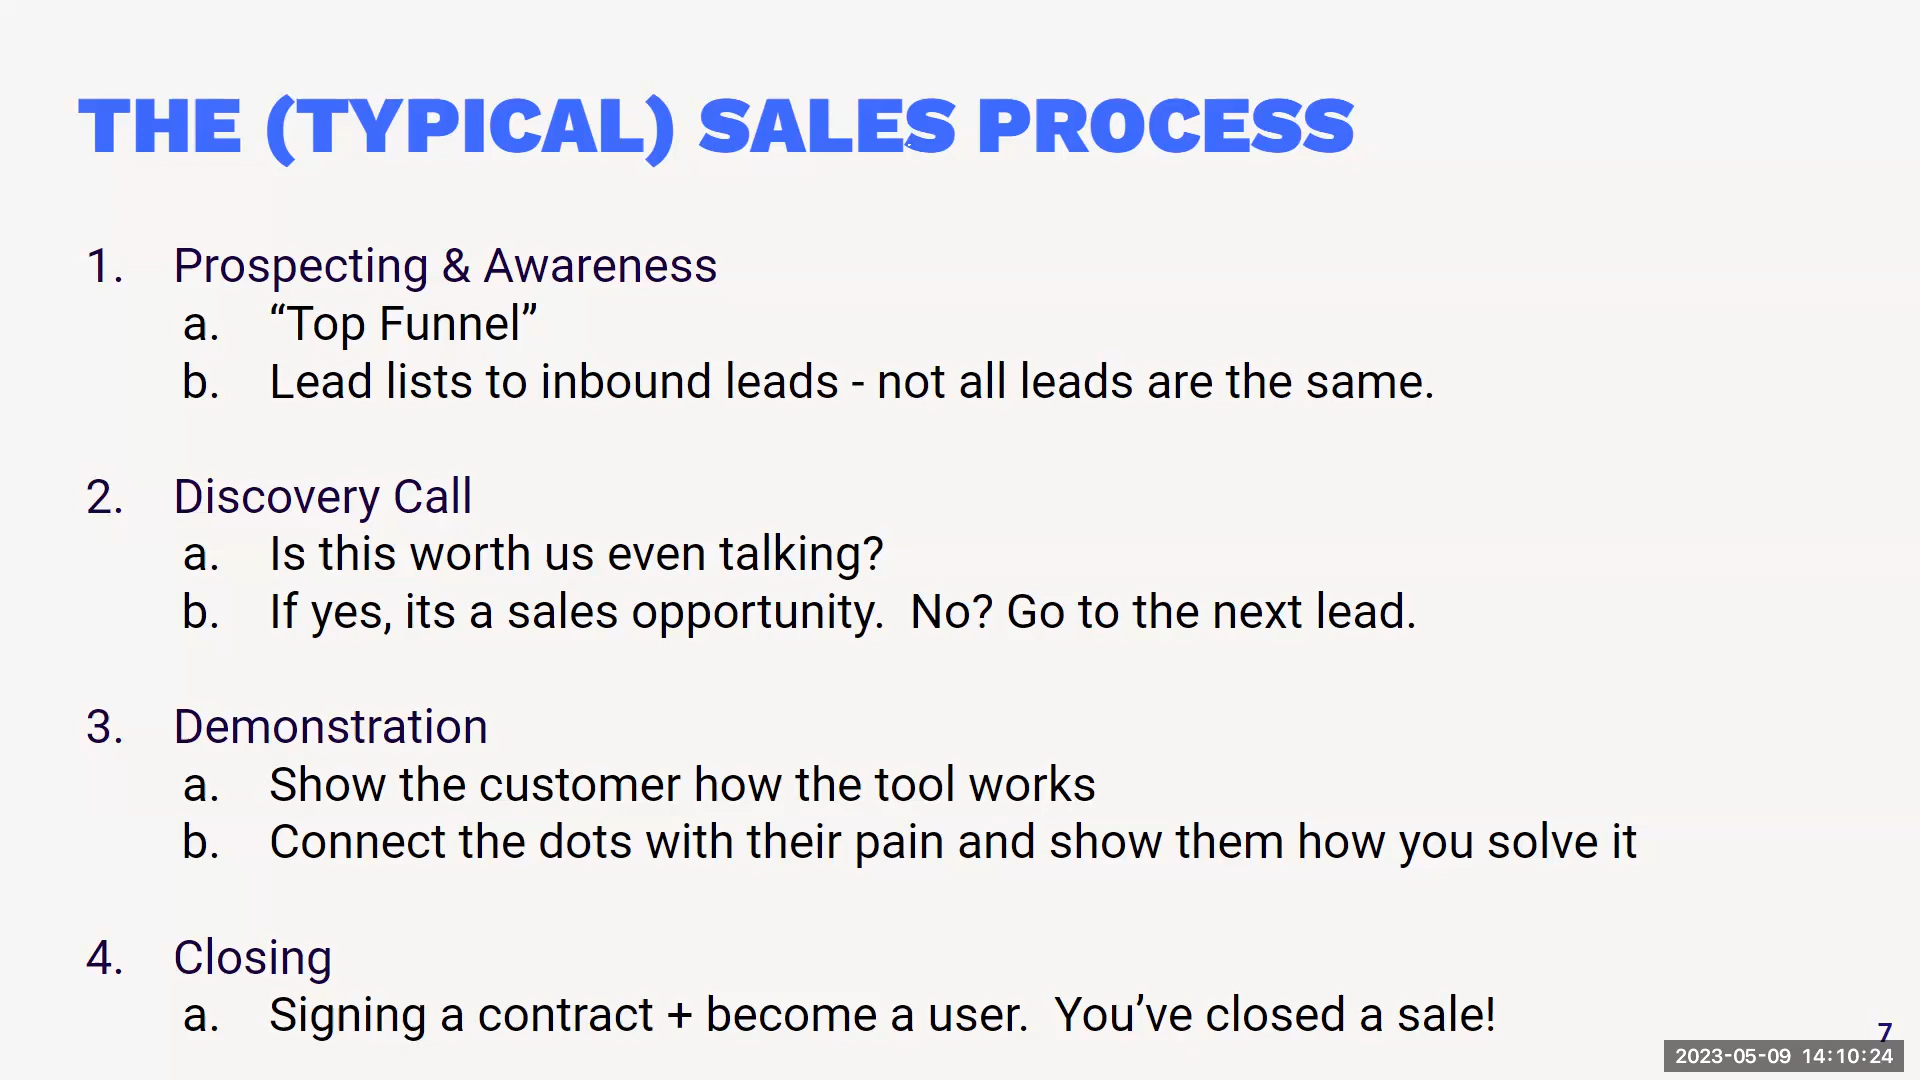 THE (TYPICAL) SALES PROCESS
1. Prospecting & Awareness
a. “Top Funnel”
b. Lead lists to inbound leads - not all leads are the same.
2. Discovery Call
a. Is this worth us even talking?
b. If yes, its a sales opportunity.  No? Go to the next lead.
3. Demonstration
a. Show the customer how the tool works
b. Connect the dots with their pain and show them how you solve it
4. Closing
a. Signing a contract + become a user.  You’ve closed a sale!
7
2023-05-09 14:10:24